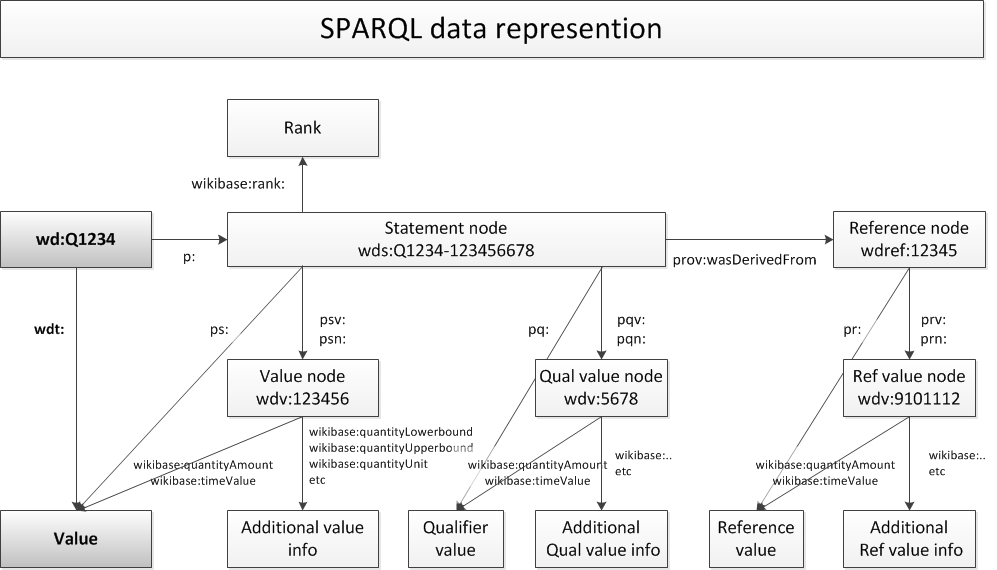 SPARQL data represention
Rank
wikibase:rank:
wd:Q1234
p:
Statement node
wds:Q1234-123456678
prov:wasDerivedFrom
Reference node
wdref:12345
wdt:
ps:
psv:
psn:
pq:
pqv:
pqn:
pr:
prv:
prn:
Value node
wdv:123456
Qual value node
wdv:5678
Ref value node
wdv:9101112
wikibase:quantityAmount
wikibase:timeValue
wikibase:quantityLowerbound
wikibase:quantityUpperbound
wikibase:quantityUnit
etc
wikibase:quantityAmount
wikibase:timeValue
wikibase:..
etc
wikibase:quantityAmount
wikibase:timeValue
wikibase:..
etc
Value
Additional value
info
Qualifier
value
Additional
Qual value info
Reference
value
Additional
Ref value info